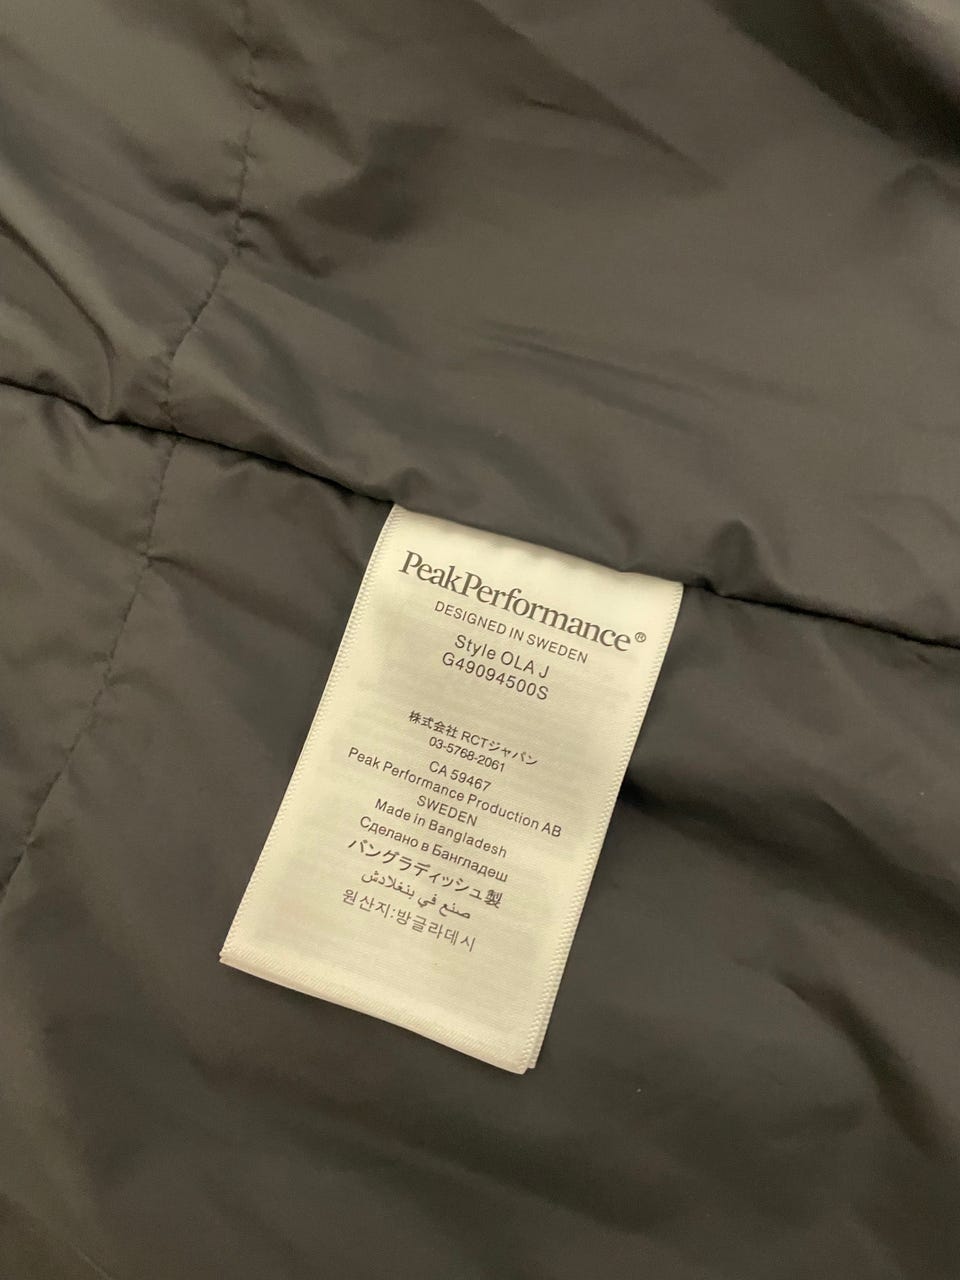 PeakPerformance®
DESIGNED IN SWEDEN
Style OLA J
G49094500S
株式会社 RCTジャパン
03-5768-2061
CA 59467
Peak Performance Production AB
SWEDEN
Made in Bangladesh
Сделано в Бангладеш
バングラディッシュ製
صنع في بنغلادش
원산지:방글라데시